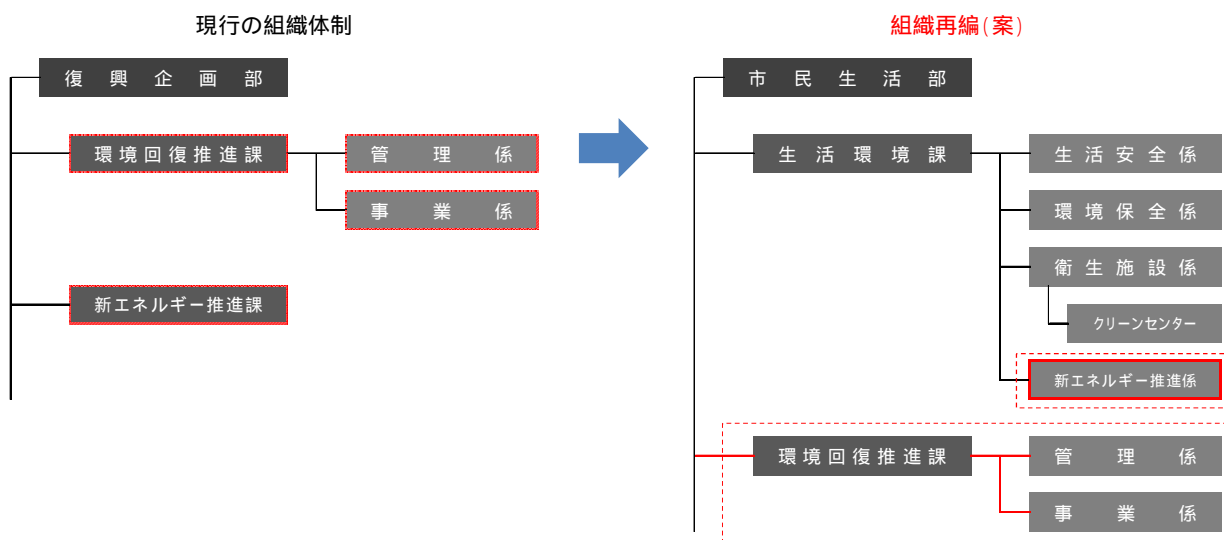 現行の組織体制
復興企画部
環境回復推進課
管理係
事業係
新エネルギー推進課
組織再編(案)
市民生活部
生活環境課
生活安全係
環境保全係
衛生施設係
クリーンセンター
新エネルギー推進係
環境回復推進課
管理係
事業係